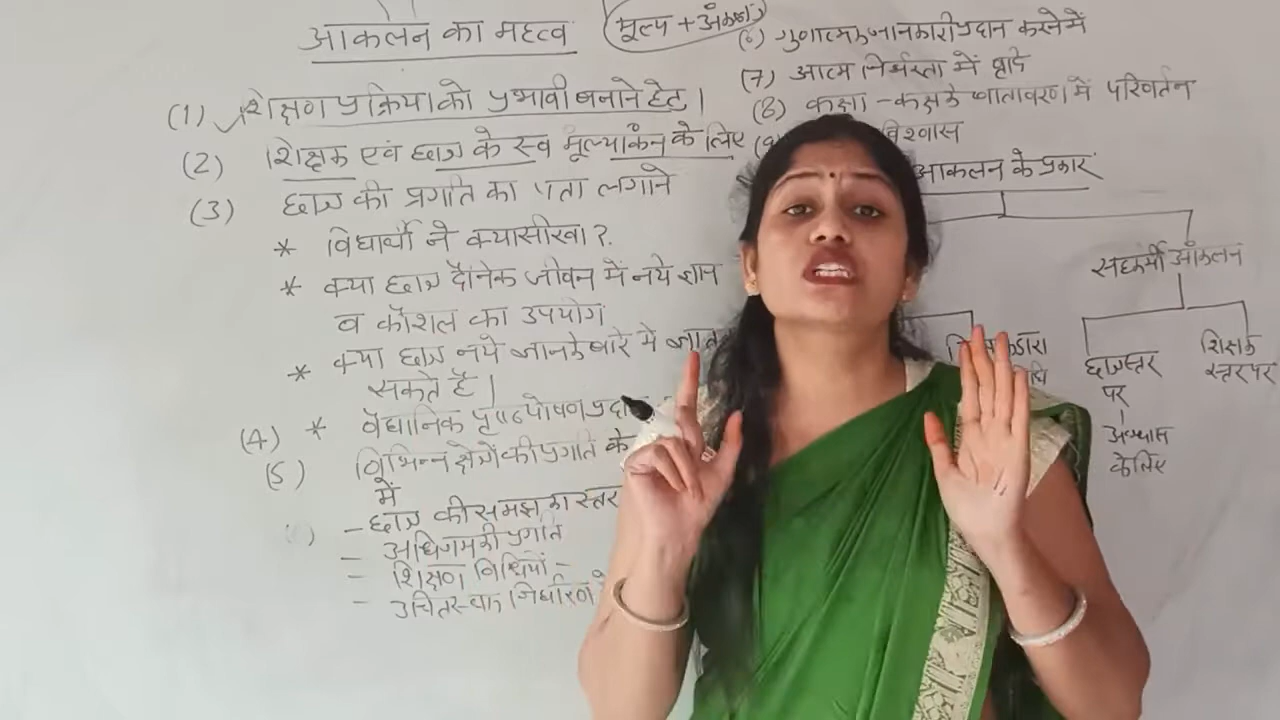 आकलन का महत्व
(मूल्य + अंकन)
(1) शिक्षण प्रक्रिया को प्रभावी बनाने हेतु।
(2) शिक्षक एवं छात्र के स्व मूल्यांकन के लिए
(3) छात्र की प्रगति का पता लगाने
* विद्यार्थी ने क्या सीखा?
* क्या छात्र दैनिक जीवन में नये ज्ञान
व कौशल का उपयोग
* क्या छात्र नये ज्ञान के बारे में
सकते है।
(4) *
(5) विभिन्न क्षेत्रों की प्रगति के
में
- छात्र की समझ का स्तर
- अधिगम की प्रगति
- शिक्षण विधियों -
- उचित स्तर निर्धारण
(6) गुणात्मक जानकारी प्रदान करने में
(7) आत्म निर्भरता में वृद्धि
(8) कक्षा - कक्ष के वातावरण में परिवर्तन
विश्वास
आकलन के प्रकार
सहकर्मी आंकलन
छात्र स्तर
पर
अभ्यास
के लिए
शिक्षक
स्तर पर